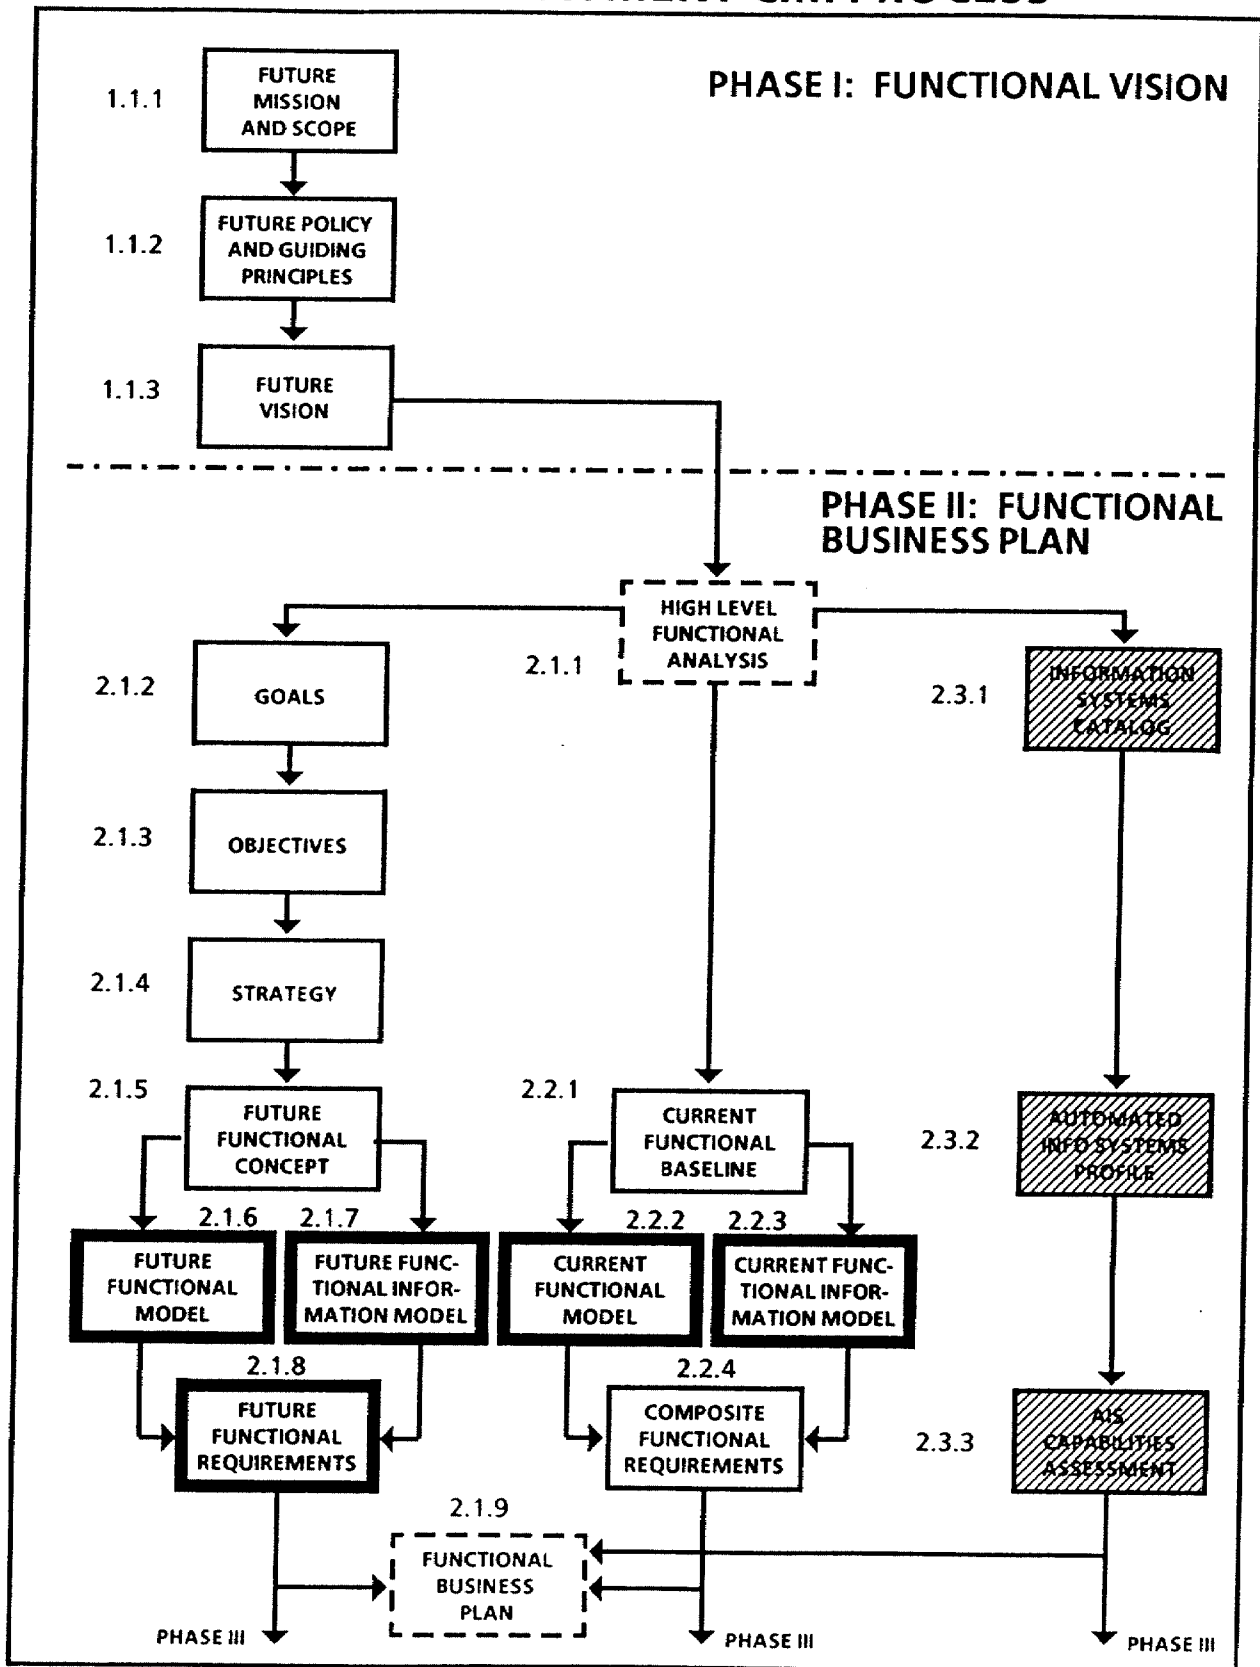 PROCESS
PHASE I: FUNCTIONAL VISION
1.1.1
FUTURE
MISSION
AND SCOPE
1.1.2
FUTURE POLICY
AND GUIDING
PRINCIPLES
1.1.3
FUTURE
VISION
PHASE II: FUNCTIONAL
BUSINESS PLAN
2.1.1
HIGH LEVEL
FUNCTIONAL
ANALYSIS
2.1.2
GOALS
2.3.1
INFORMATION
SYSTEMS
CATALOG
2.1.3
OBJECTIVES
2.1.4
STRATEGY
2.1.5
FUTURE
FUNCTIONAL
CONCEPT
2.2.1
CURRENT
FUNCTIONAL
BASELINE
2.3.2
AUTOMATED
INFO SYSTEMS
PROFILE
2.1.6
FUTURE
FUNCTIONAL
MODEL
2.1.7
FUTURE FUNC-
TIONAL INFOR-
MATION MODEL
2.2.2
CURRENT
FUNCTIONAL
MODEL
2.2.3
CURRENT FUNC-
TIONAL INFOR-
MATION MODEL
2.1.8
FUTURE
FUNCTIONAL
REQUIREMENTS
2.2.4
COMPOSITE
FUNCTIONAL
REQUIREMENTS
2.3.3
AIS
CAPABILITIES
ASSESSMENT
2.1.9
FUNCTIONAL
BUSINESS
PLAN
PHASE III
PHASE III
PHASE III